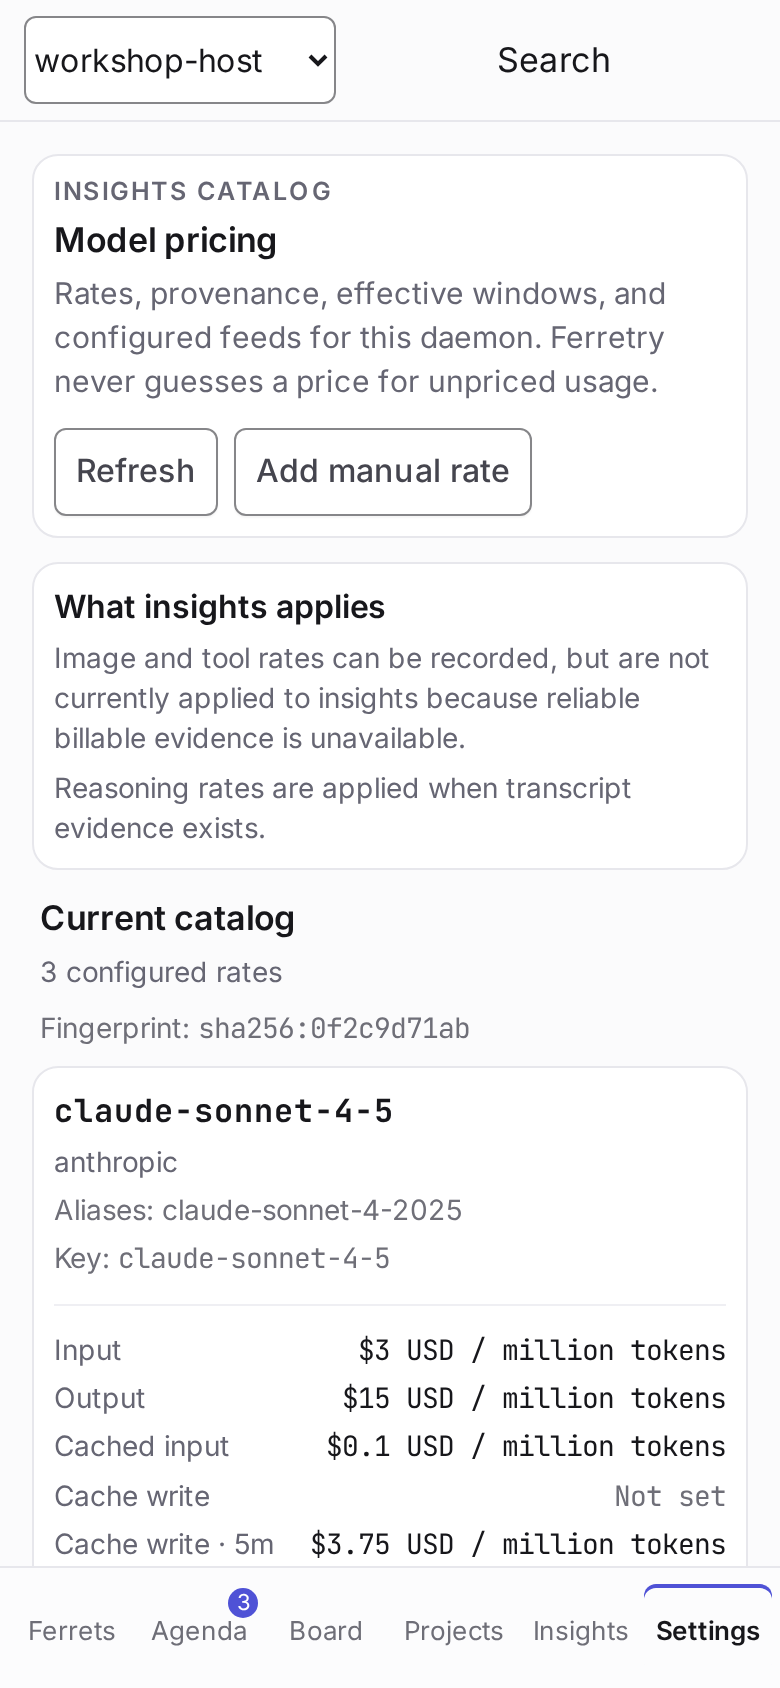 workshop-host
Search
INSIGHTS CATALOG
Model pricing
Rates, provenance, effective windows, and
configured feeds for this daemon. Ferretry
never guesses a price for unpriced usage.
Refresh
Add manual rate
What insights applies
Image and tool rates can be recorded, but are not
currently applied to insights because reliable
billable evidence is unavailable.
Reasoning rates are applied when transcript
evidence exists.
Current catalog
3 configured rates
Fingerprint: sha256:0f2c9d71ab
claude-sonnet-4-5
anthropic
Aliases: claude-sonnet-4-2025
Key: claude-sonnet-4-5
Input $3 USD / million tokens
Output $15 USD / million tokens
Cached input $0.1 USD / million tokens
Cache write Not set
Cache write · 5m $3.75 USD / million tokens
3
Ferrets Agenda Board Projects Insights Settings